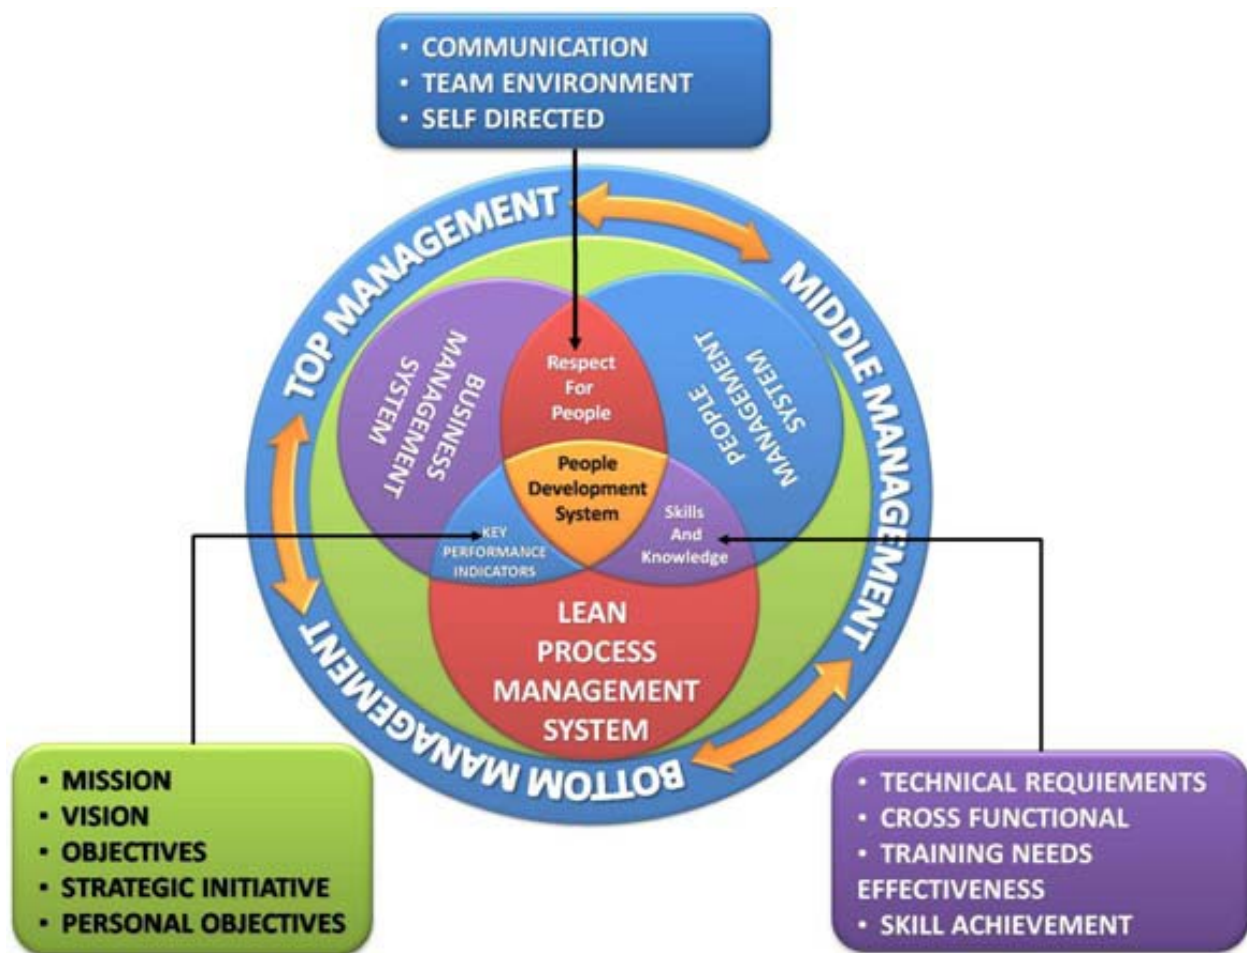 • COMMUNICATION
• TEAM ENVIRONMENT
• SELF DIRECTED
TOP MANAGEMENT
MIDDLE MANAGEMENT
BOTTOM MANAGEMENT
BUSINESS
MANAGEMENT
SYSTEM
Respect
For
People
PEOPLE
MANAGEMENT
SYSTEM
People
Development
System
KEY
PERFORMANCE
INDICATORS
Skills
And
Knowledge
LEAN
PROCESS
MANAGEMENT
SYSTEM
▪ MISSION
▪ VISION
▪ OBJECTIVES
▪ STRATEGIC INITIATIVE
▪ PERSONAL OBJECTIVES
• TECHNICAL REQUIEMENTS
• CROSS FUNCTIONAL
• TRAINING NEEDS
EFFECTIVENESS
• SKILL ACHIEVEMENT